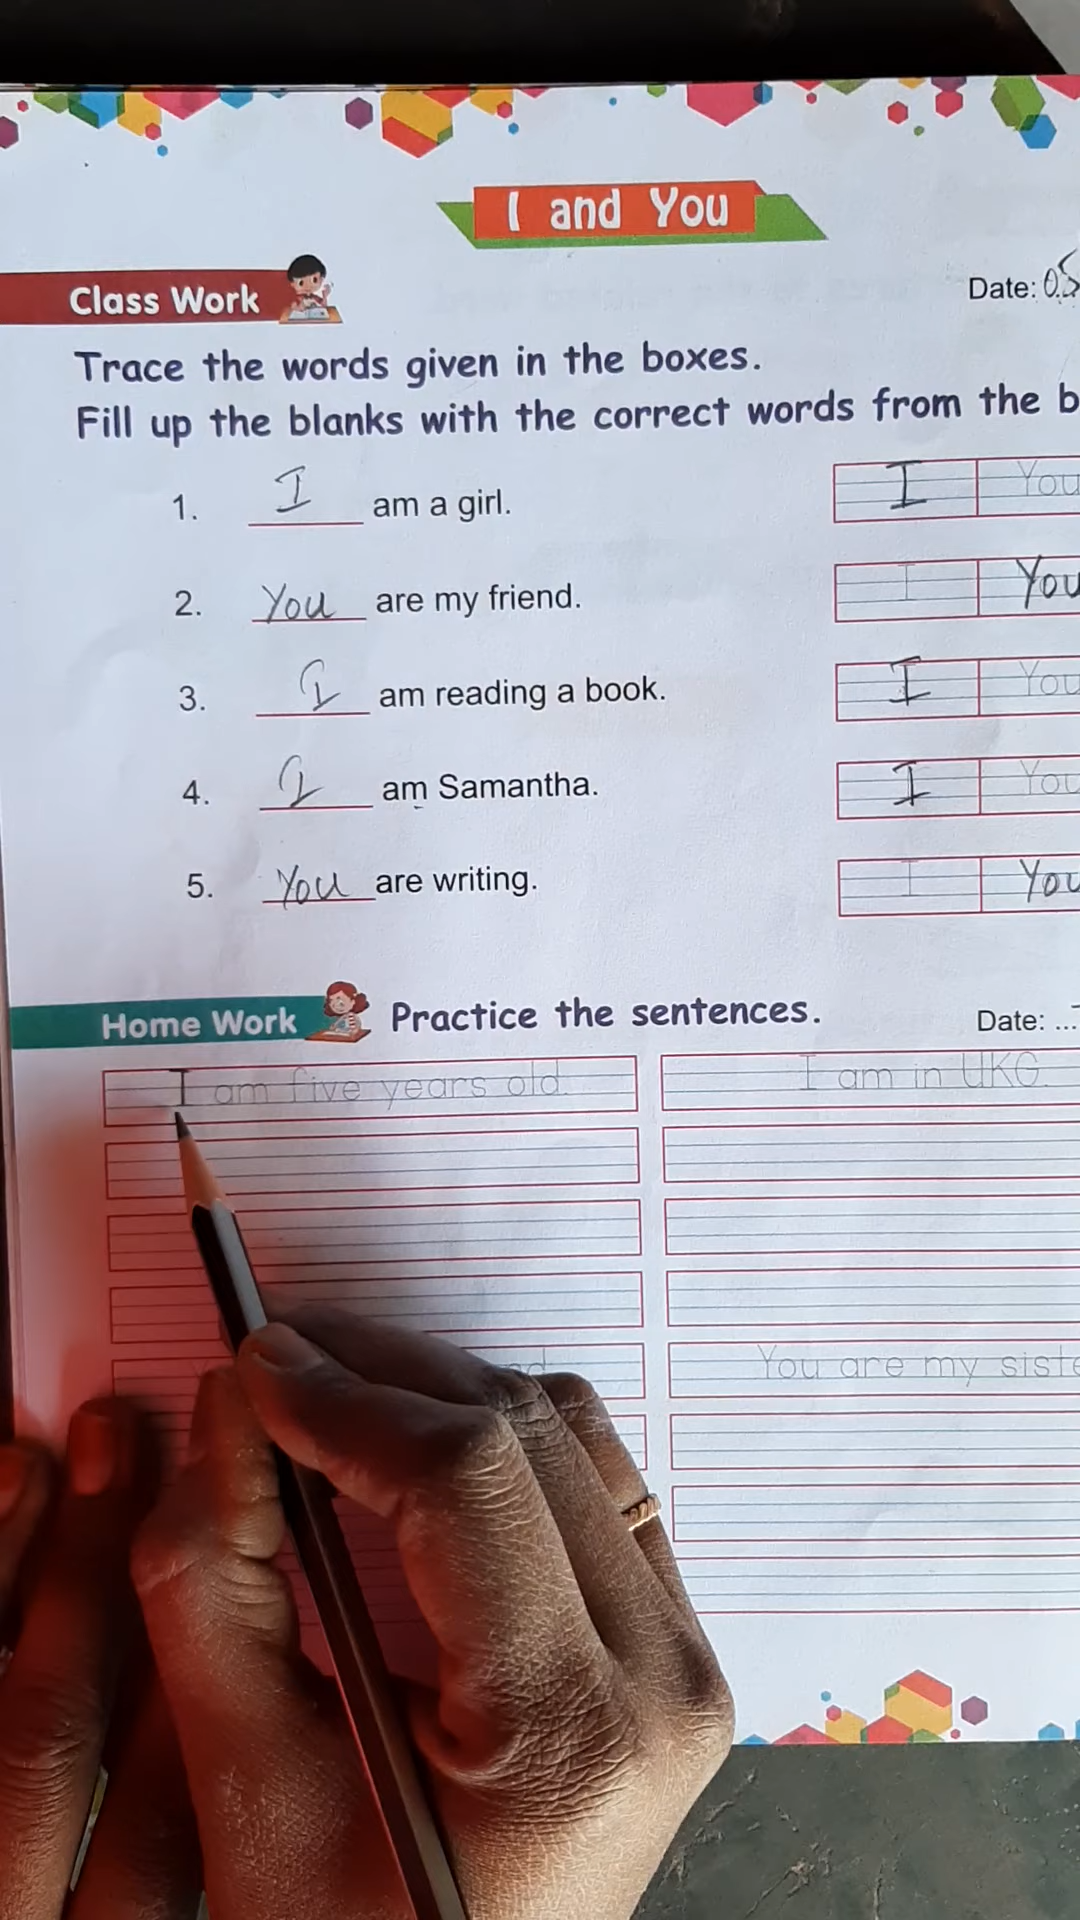 I and You
Class Work
Date: 05
Trace the words given in the boxes.
Fill up the blanks with the correct words from the b
1. I am a girl. I You
2. You are my friend. I You
3. I am reading a book. I You
4. I am Samantha. I You
5. You are writing. I You
Home Work Practice the sentences. Date: ...
I am five years old. I am in UKG.
You are my siste